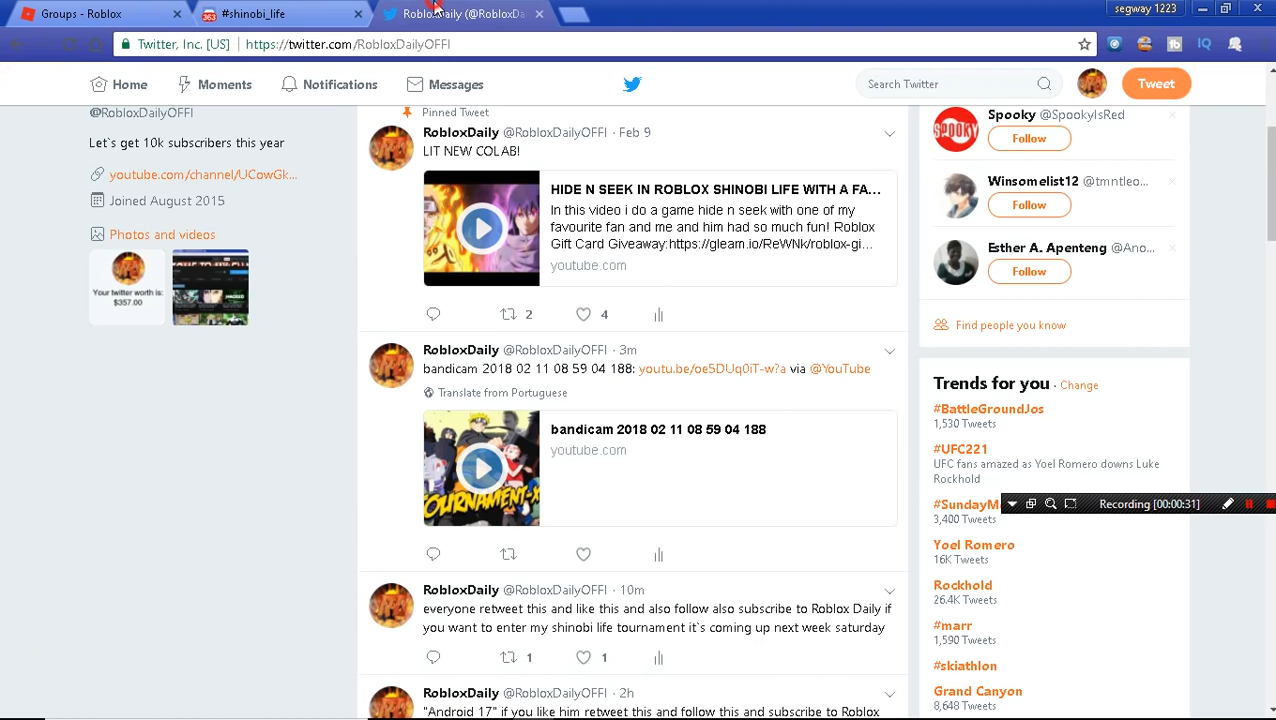 Groups - Roblox
363
#shinobi_life
RobloxDaily (@RobloxDa
segway 1223
Twitter, Inc. [US]
https://twitter.com/RobloxDailyOFFI
Home
Moments
Notifications
Messages
Search Twitter
Tweet
@RobloxDailyOFFI
Let`s get 10k subscribers this year
youtube.com/channel/UCowGk...
Joined August 2015
Photos and videos
Your twitter worth is:
$357.00
Pinned Tweet
RobloxDaily @RobloxDailyOFFI · Feb 9
LIT NEW COLAB!
HIDE N SEEK IN ROBLOX SHINOBI LIFE WITH A FA...
In this video i do a game hide n seek with one of my
favourite fan and me and him had so much fun! Roblox
Gift Card Giveaway:https://gleam.io/ReWNk/roblox-gi...
youtube.com
2
4
RobloxDaily @RobloxDailyOFFI · 3m
bandicam 2018 02 11 08 59 04 188: youtu.be/oe5DUq0iT-w?a via @YouTube
Translate from Portuguese
TOURNAMENT-X
bandicam 2018 02 11 08 59 04 188
youtube.com
RobloxDaily @RobloxDailyOFFI · 10m
everyone retweet this and like this and also follow also subscribe to Roblox Daily if
you want to enter my shinobi life tournament it`s coming up next week saturday
1
1
RobloxDaily @RobloxDailyOFFI · 2h
"Android 17" if you like him retweet this and follow this and subscribe to Roblox
SPOOKY
Spooky @SpookyIsRed
Follow
Winsomelist12 @tmntleo...
Follow
Esther A. Apenteng @Ano...
Follow
Find people you know
Trends for you · Change
#BattleGroundJos
1,530 Tweets
#UFC221
UFC fans amazed as Yoel Romero downs Luke
Rockhold
#SundayM
3,400 Tweets
Recording [00:00:31]
Yoel Romero
16K Tweets
Rockhold
26.4K Tweets
#marr
1,590 Tweets
#skiathlon
Grand Canyon
8,648 Tweets